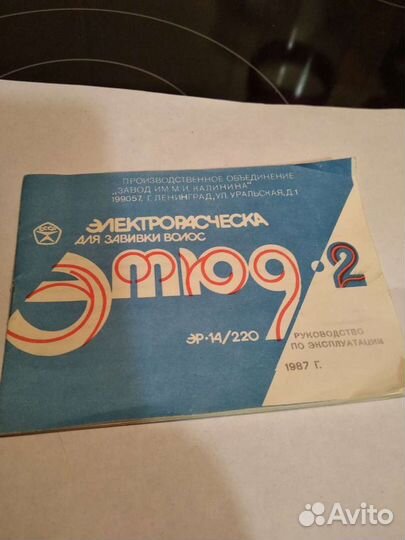 ПРОИЗВОДСТВЕННОЕ ОБЪЕДИНЕНИЕ
"ЗАВОД ИМ М.И. КАЛИНИНА"
199057, Г. ЛЕНИНГРАД, УЛ. УРАЛЬСКАЯ, Д.1
СССР
ЭЛЕКТРОРАСЧЕСКА
ДЛЯ ЗАВИВКИ ВОЛОС
Этюд·2
ЭР-14/220
РУКОВОДСТВО
ПО ЭКСПЛУАТАЦИИ
1987 Г.
Avito